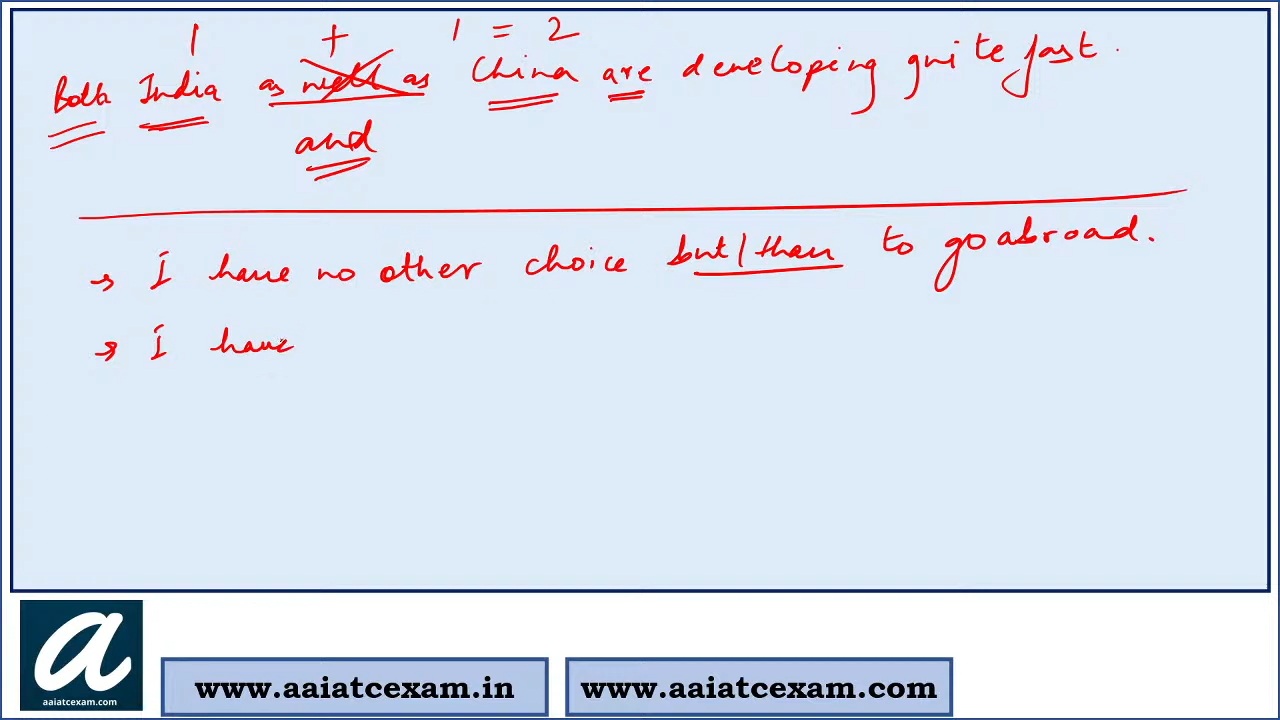 1 + 1 = 2
Both India as well as China are developing quite fast.
and
→ I have no other choice but/than to go abroad.
→ I have
a
aaiatcexam.com
www.aaiatcexam.in www.aaiatcexam.com